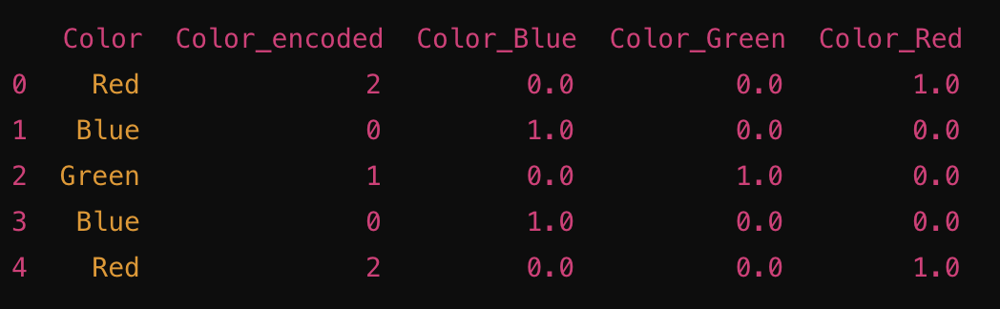 Color Color_encoded Color_Blue Color_Green Color_Red
0 Red 2 0.0 0.0 1.0
1 Blue 0 1.0 0.0 0.0
2 Green 1 0.0 1.0 0.0
3 Blue 0 1.0 0.0 0.0
4 Red 2 0.0 0.0 1.0